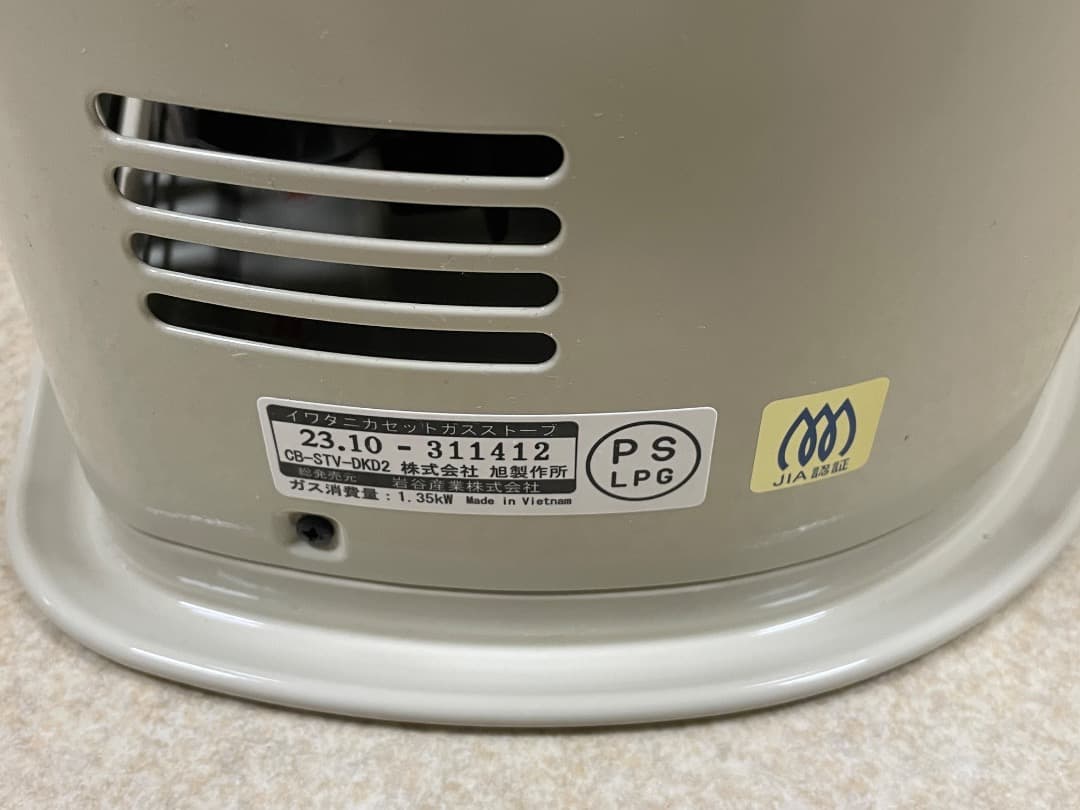 イワタニカセットガスストーブ
23.10 - 311412
CB-STV-DKD2 株式会社 旭製作所
総発売元 岩谷産業株式会社
ガス消費量：1.35kW Made in Vietnam
PS
LPG
JIA認証